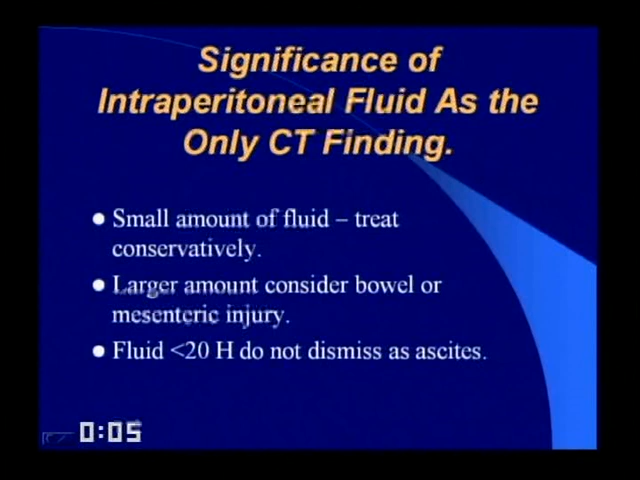 Significance of
Intraperitoneal Fluid As the
Only CT Finding.
● Small amount of fluid – treat
conservatively.
● Larger amount consider bowel or
mesenteric injury.
● Fluid <20 H do not dismiss as ascites.
0:05